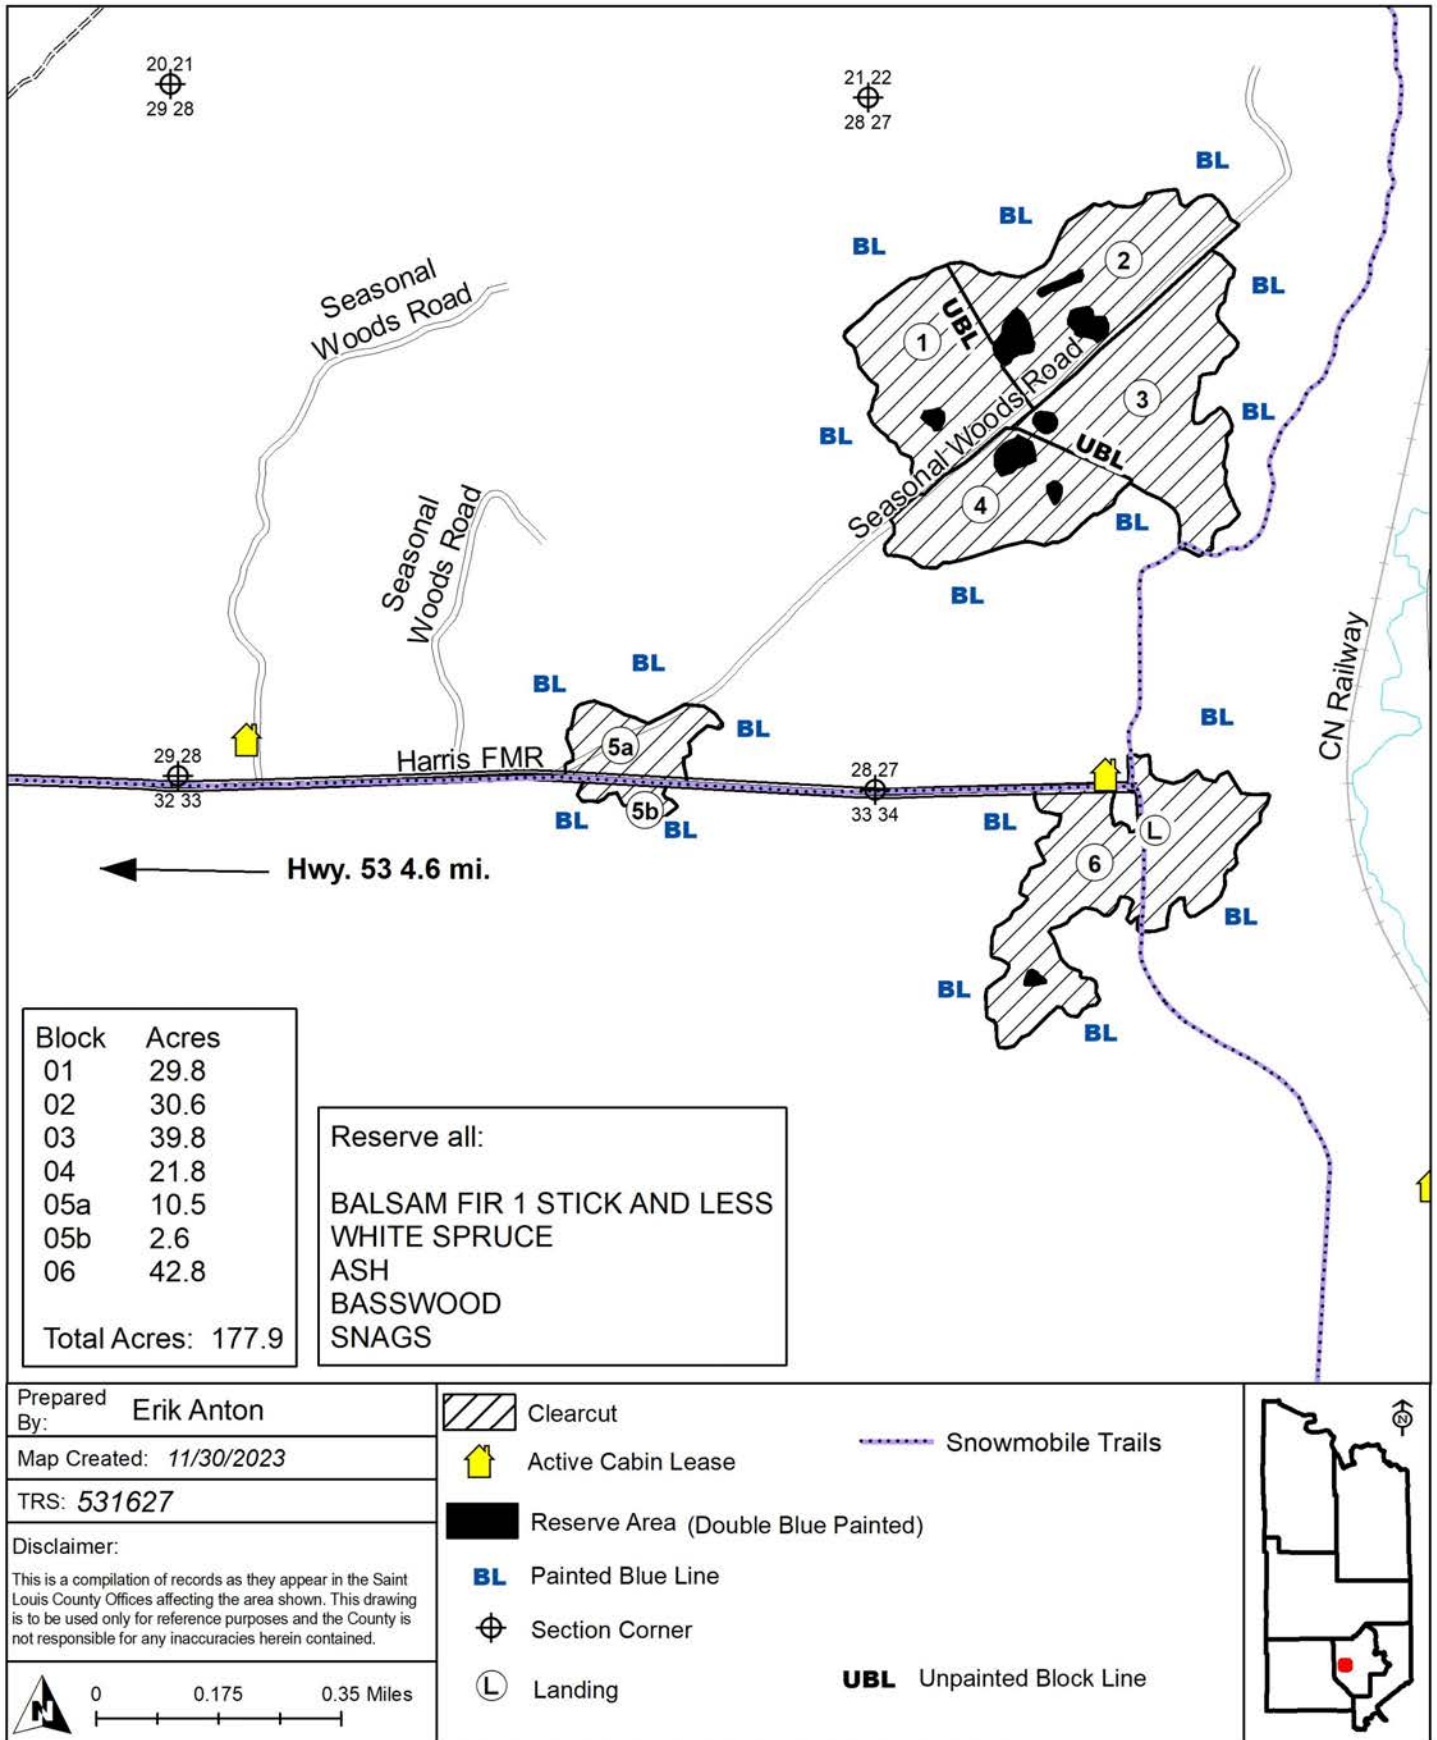 20 21
29 28
21 22
28 27
BL
BL
BL
BL
Seasonal
Woods Road
2
UBL
1
Seasonal Woods Road
3
BL
BL
UBL
4
Seasonal
Woods Road
BL
BL
CN Railway
BL
BL
BL
BL
5a
Harris FMR
29 28
32 33
28 27
33 34
5b
BL
BL
BL
L
6
Hwy. 53 4.6 mi.
BL
BL
BL
Block Acres
01 29.8
02 30.6
03 39.8
04 21.8
05a 10.5
05b 2.6
06 42.8
Total Acres: 177.9
Reserve all:
BALSAM FIR 1 STICK AND LESS
WHITE SPRUCE
ASH
BASSWOOD
SNAGS
Prepared
By: Erik Anton
Map Created: 11/30/2023
TRS: 531627
Disclaimer:
This is a compilation of records as they appear in the Saint
Louis County Offices affecting the area shown. This drawing
is to be used only for reference purposes and the County is
not responsible for any inaccuracies herein contained.
N
0 0.175 0.35 Miles
Clearcut
Active Cabin Lease
Reserve Area (Double Blue Painted)
BL Painted Blue Line
Section Corner
L Landing
Snowmobile Trails
UBL Unpainted Block Line
N